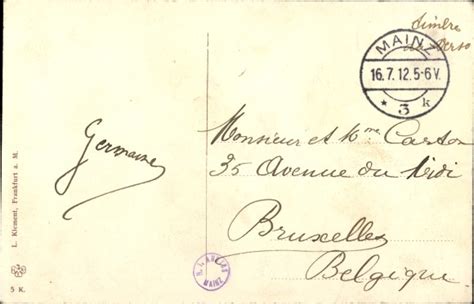 Timbre
au Verso
MAINZ
16.7.12.5-6V.
* 3 k
Germaine
Monsieur et Mme Carton
35 Avenue du Midi
Bruxelles
Belgique
L. Klement, Frankfurt a. M.
5 K.
MAINZ